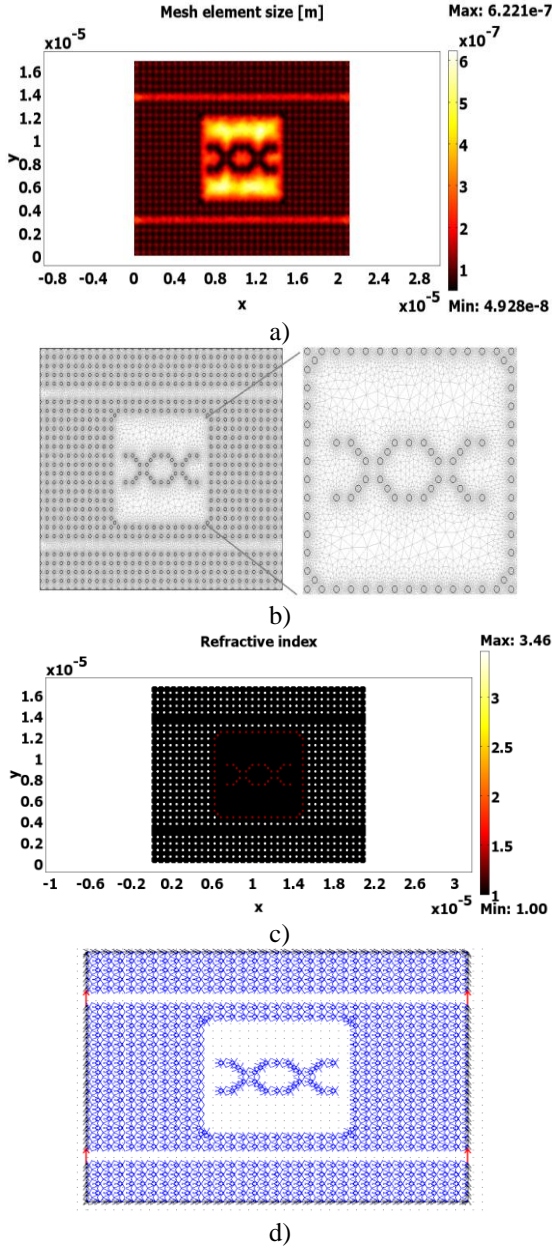 Mesh element size [m]
Max: 6.221e-7
x10^-5
x10^-7
1.6
1.4
1.2
1
0.8
0.6
0.4
0.2
0
y
6
5
4
3
2
1
-0.8 -0.4 0 0.4 0.8 1.2 1.6 2 2.4 2.8
x
x10^-5
Min: 4.928e-8
a)
b)
Refractive index
Max: 3.46
x10^-5
1.6
1.4
1.2
1
0.8
0.6
0.4
0.2
0
y
3
2.5
2
1.5
1
-1 -0.6 -0.2 0.2 0.6 1 1.4 1.8 2.2 2.6 3
x
x10^-5
Min: 1.00
c)
d)